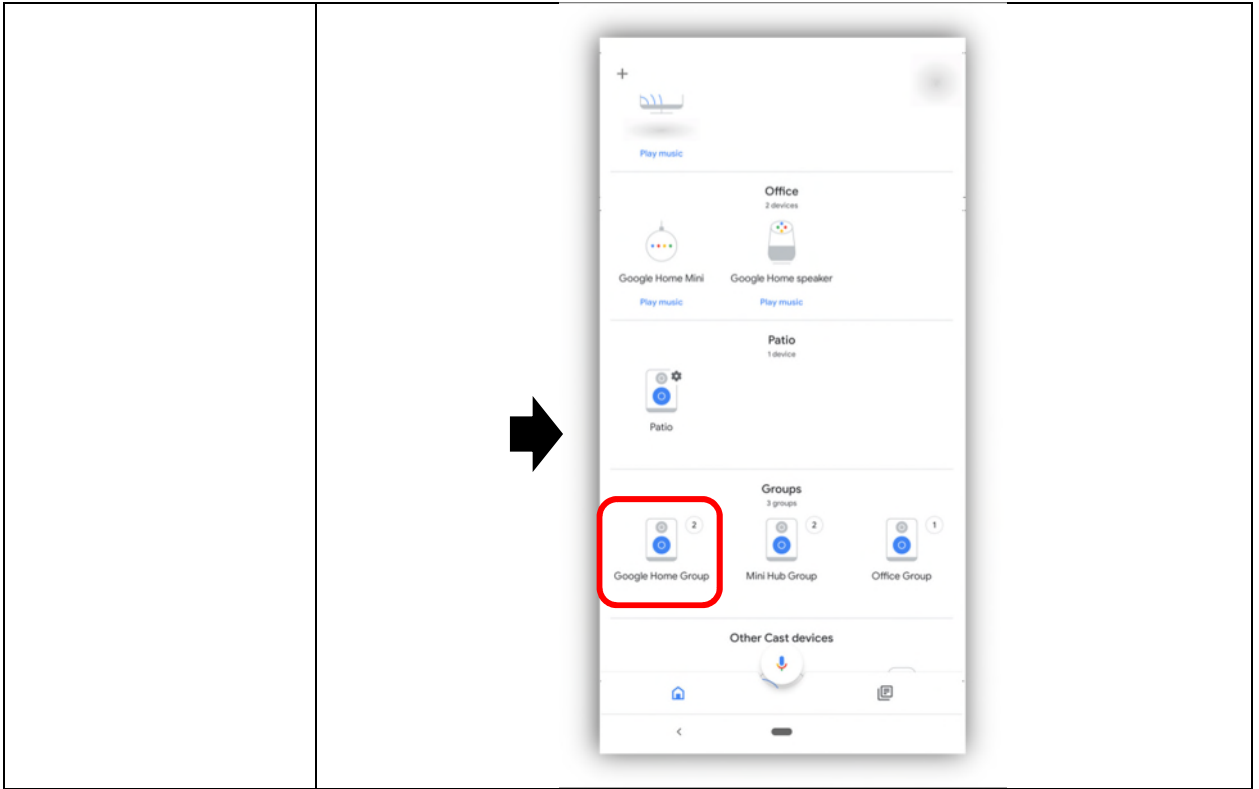 +
Play music
Office
2 devices
Google Home Mini
Google Home speaker
Play music
Play music
Patio
1 device
Patio
Groups
3 groups
2
2
1
Google Home Group
Mini Hub Group
Office Group
Other Cast devices